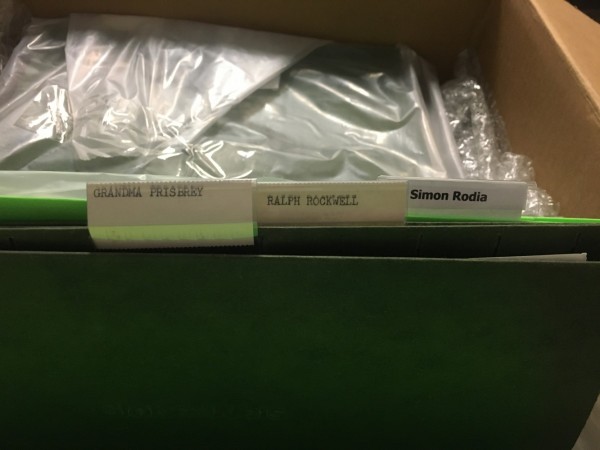 GRANDMA PRISBREY
RALPH ROCKWELL
Simon Rodia